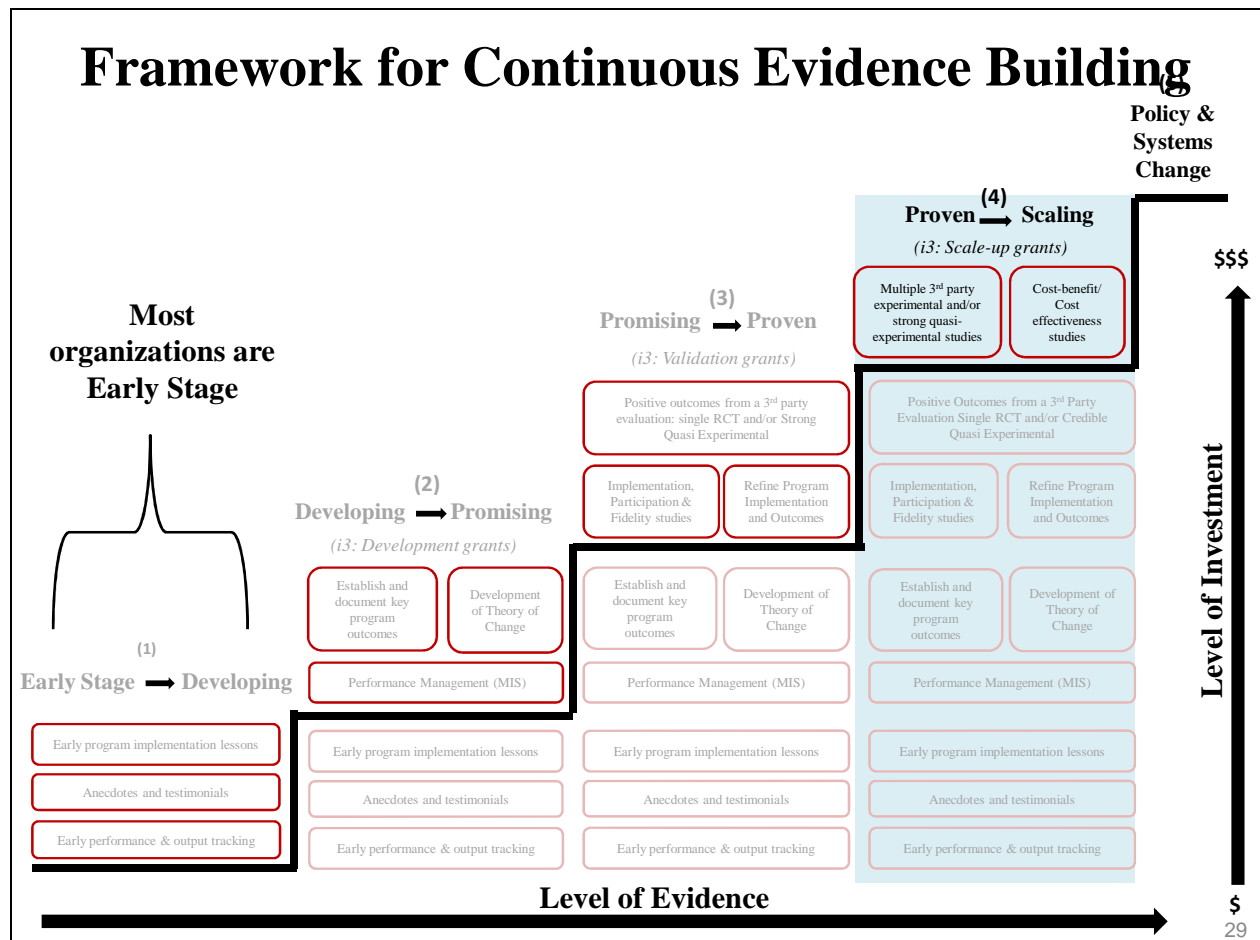 Framework for Continuous Evidence Building
Policy &
Systems
Change
(4)
Proven Scaling
(i3: Scale-up grants)
$$$
Multiple 3rd party
experimental and/or
strong quasi-
experimental studies
Cost-benefit/
Cost
effectiveness
studies
(3)
Promising Proven
(i3: Validation grants)
Most
organizations are
Early Stage
Positive outcomes from a 3rd party
evaluation: single RCT and/or Strong
Quasi Experimental
Positive Outcomes from a 3rd Party
Evaluation Single RCT and/or Credible
Quasi Experimental
(2)
Developing Promising
(i3: Development grants)
Implementation,
Participation &
Fidelity studies
Refine Program
Implementation
and Outcomes
Implementation,
Participation &
Fidelity studies
Refine Program
Implementation
and Outcomes
Establish and
document key
program
outcomes
Development
of Theory of
Change
Establish and
document key
program
outcomes
Development of
Theory of
Change
Establish and
document key
program
outcomes
Development of
Theory of
Change
(1)
Early Stage Developing
Performance Management (MIS)
Performance Management (MIS)
Performance Management (MIS)
Early program implementation lessons
Early program implementation lessons
Early program implementation lessons
Early program implementation lessons
Anecdotes and testimonials
Anecdotes and testimonials
Anecdotes and testimonials
Anecdotes and testimonials
Early performance & output tracking
Early performance & output tracking
Early performance & output tracking
Early performance & output tracking
Level of Investment
Level of Evidence
$
29